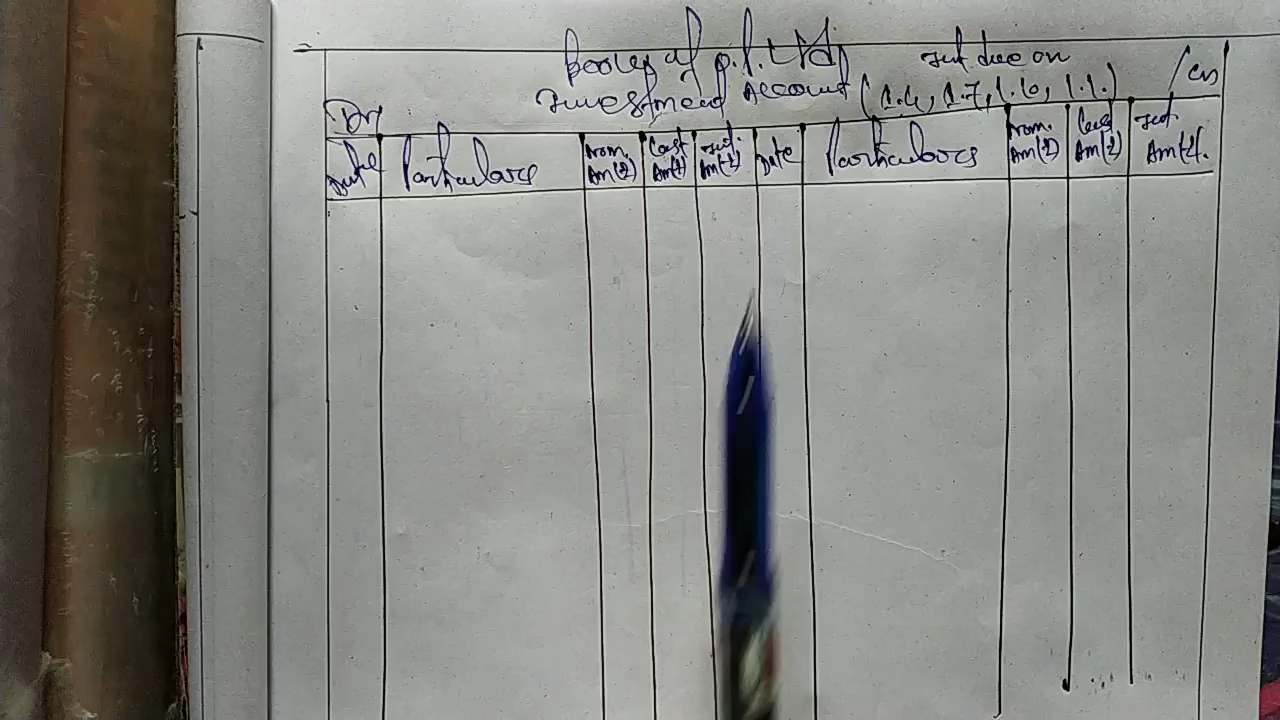 Books of P.I. Ltd
Int due on
Investment Account (1.4, 1.7, 1.10, 1.1.)
Dr
Cr
Date Particulars Nom. Am(₹) Cost Am(₹) Int. Am(₹) Date Particulars Nom. Am(₹) Cost Am(₹) Int. Am₹.